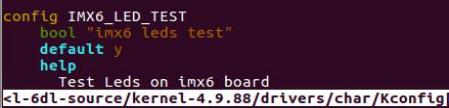 config IMX6_LED_TEST
bool "imx6 leds test"
default y
help
Test Leds on imx6 board
<l-6dl-source/kernel-4.9.88/drivers/char/Kconfig